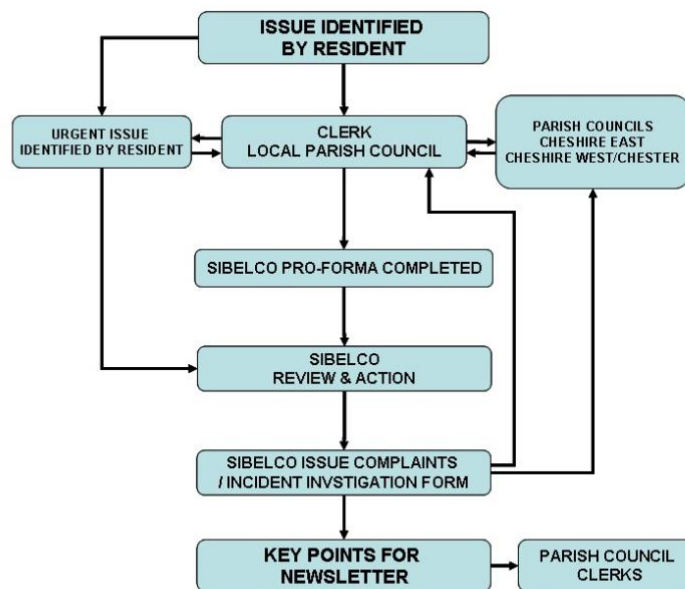 ISSUE IDENTIFIED
BY RESIDENT
URGENT ISSUE
IDENTIFIED BY RESIDENT
CLERK
LOCAL PARISH COUNCIL
PARISH COUNCILS
CHESHIRE EAST
CHESHIRE WEST/CHESTER
SIBELCO PRO-FORMA COMPLETED
SIBELCO
REVIEW & ACTION
SIBELCO ISSUE COMPLAINTS
/ INCIDENT INVSTIGATION FORM
KEY POINTS FOR
NEWSLETTER
PARISH COUNCIL
CLERKS